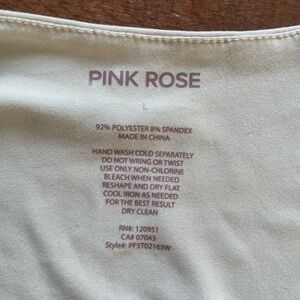 PINK ROSE
L
92% POLYESTER 8% SPANDEX
MADE IN CHINA
HAND WASH COLD SEPARATELY
DO NOT WRING OR TWIST
USE ONLY NON-CHLORINE
BLEACH WHEN NEEDED
RESHAPE AND DRY FLAT
COOL IRON AS NEEDED
FOR THE BEST RESULT
DRY CLEAN
RN#: 120951
CA# 07043
Style#: PFST02163W